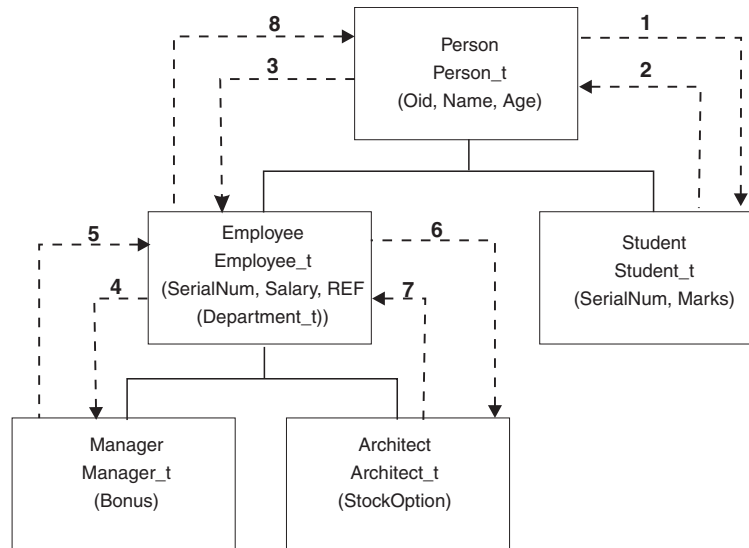 8
1
Person
Person_t
(Oid, Name, Age)
3
2
5
Employee
Employee_t
(SerialNum, Salary, REF
(Department_t))
6
4
7
Student
Student_t
(SerialNum, Marks)
Manager
Manager_t
(Bonus)
Architect
Architect_t
(StockOption)